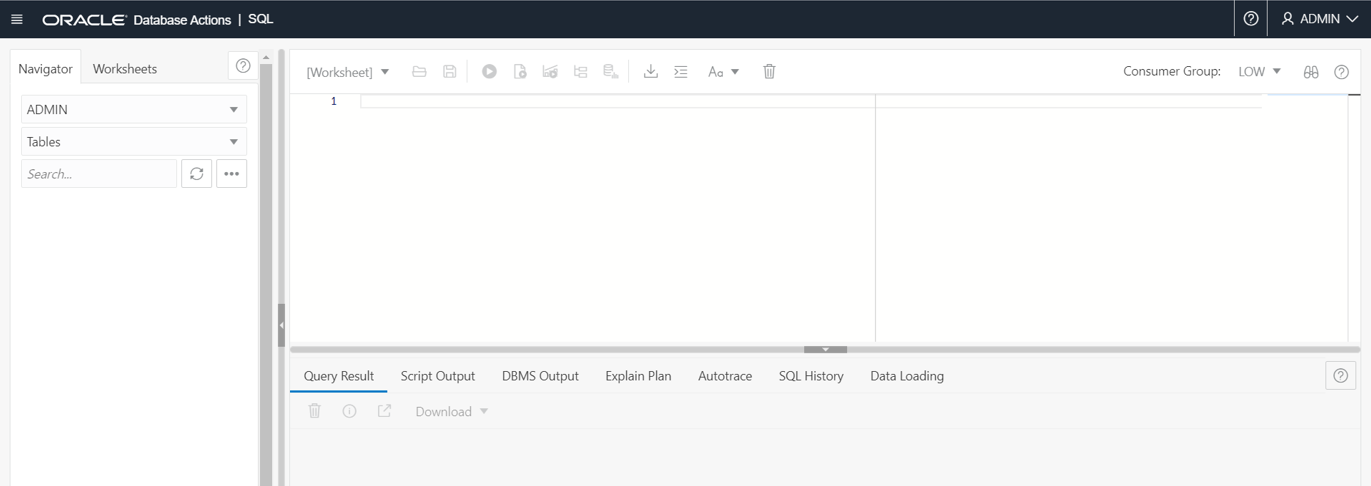 ORACLE Database Actions | SQL
ADMIN
Navigator
Worksheets
ADMIN
Tables
Search...
[Worksheet]
Aa
Consumer Group: LOW
1
Query Result
Script Output
DBMS Output
Explain Plan
Autotrace
SQL History
Data Loading
Download